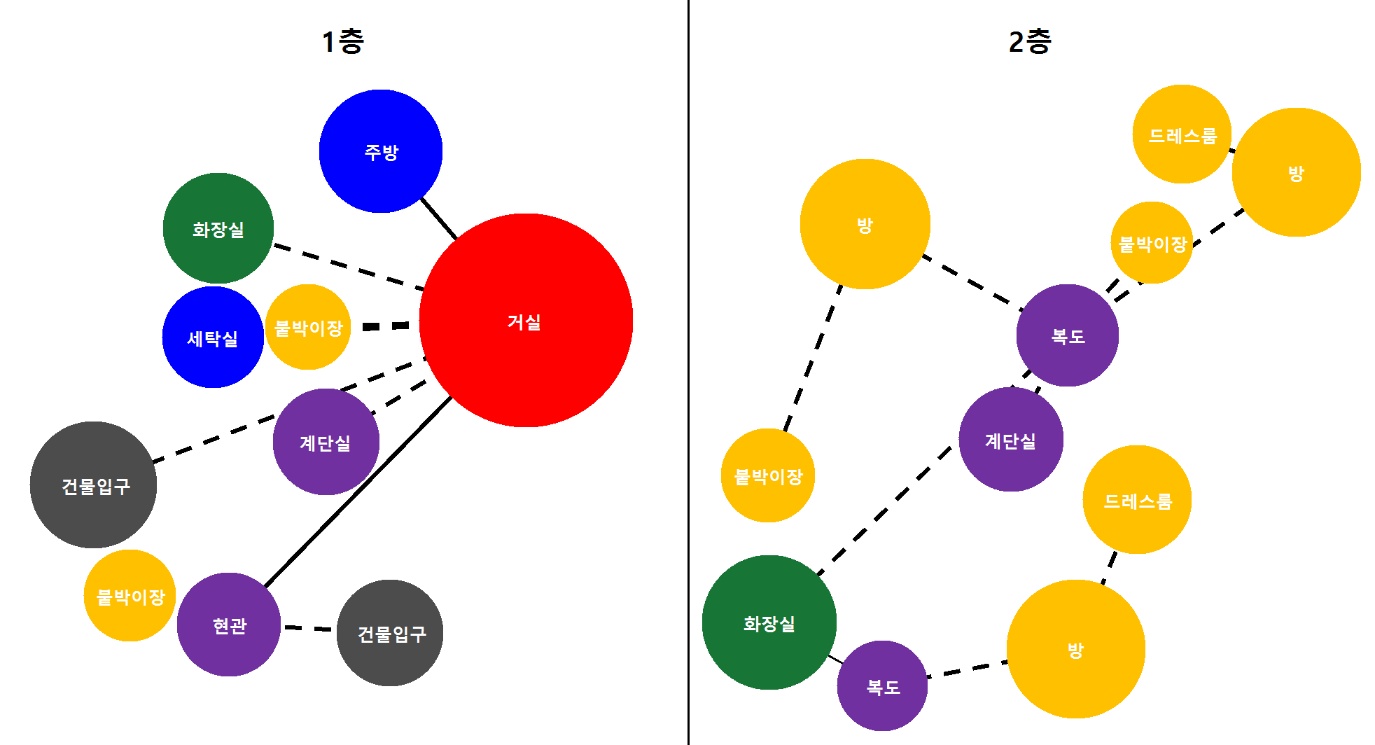 1층
주방
화장실
거실
세탁실
붙박이장
계단실
건물입구
붙박이장
현관
건물입구
2층
드레스룸
방
방
붙박이장
복도
계단실
붙박이장
드레스룸
화장실
방
복도